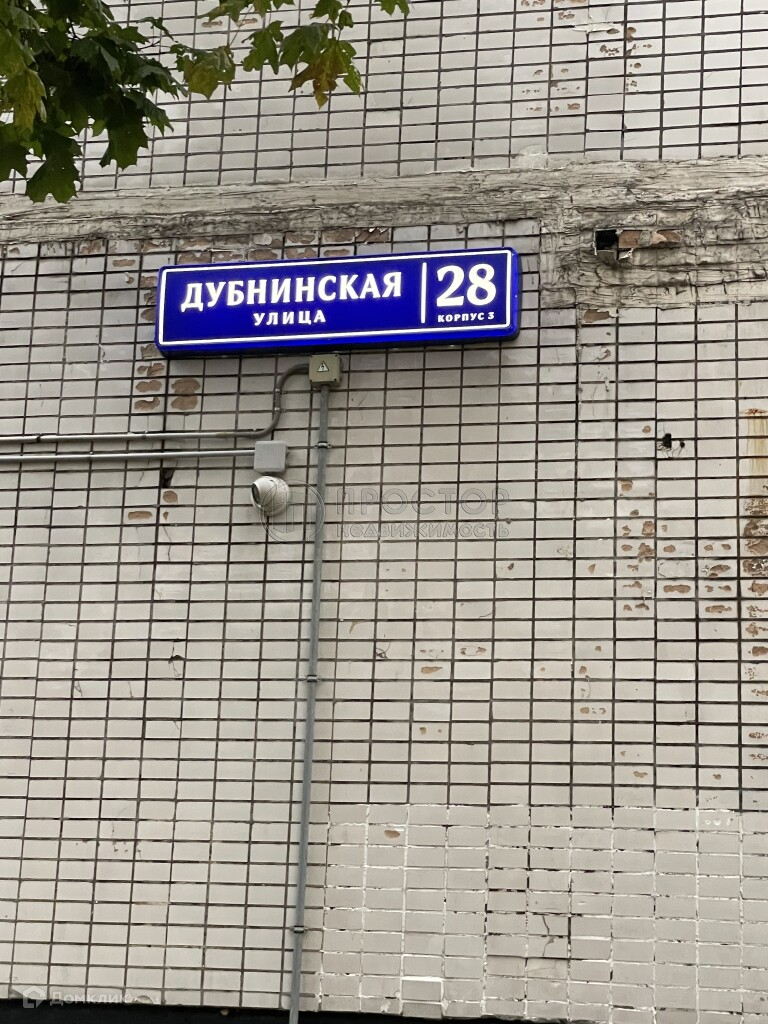 ДУБНИНСКАЯ
УЛИЦА
28
КОРПУС 3
ПРОСТОР
НЕДВИЖИМОСТЬ
Домклик